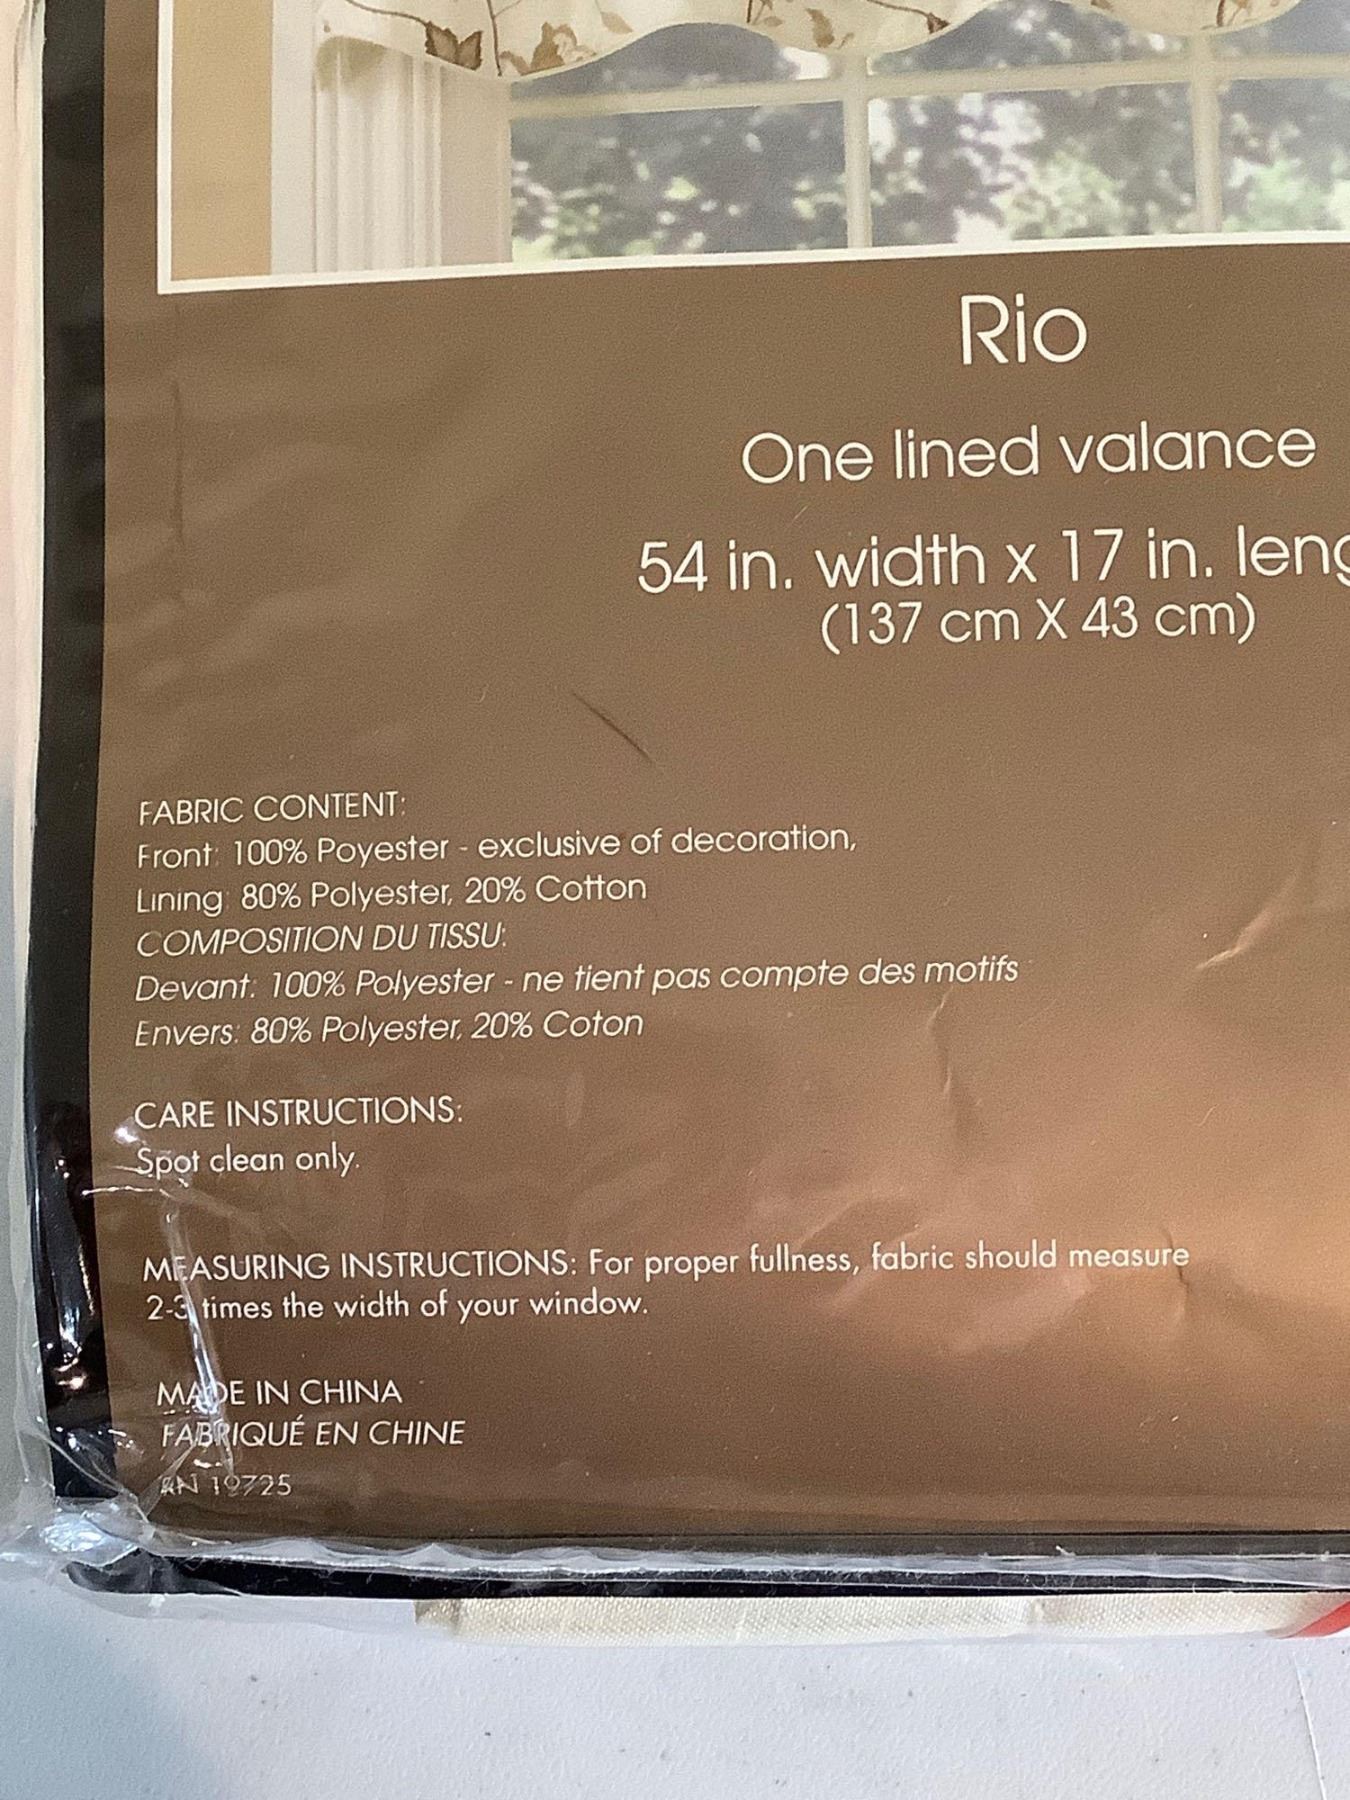 Rio
One lined valance
54 in. width x 17 in. leng
(137 cm X 43 cm)
FABRIC CONTENT:
Front: 100% Poyester - exclusive of decoration,
Lining: 80% Polyester, 20% Cotton
COMPOSITION DU TISSU:
Devant: 100% Polyester - ne tient pas compte des motifs
Envers: 80% Polyester, 20% Coton
CARE INSTRUCTIONS:
Spot clean only.
MEASURING INSTRUCTIONS: For proper fullness, fabric should measure
2-3 times the width of your window.
MADE IN CHINA
FABRIQUÉ EN CHINE
RN 19725